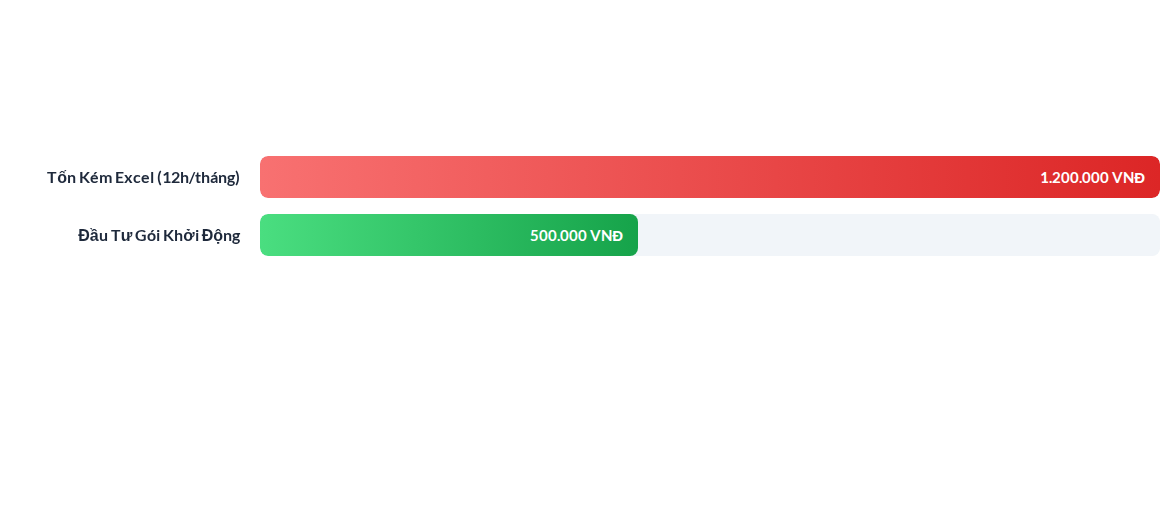 Tốn Kém Excel (12h/tháng)
1.200.000 VNĐ
Đầu Tư Gói Khởi Động
500.000 VNĐ